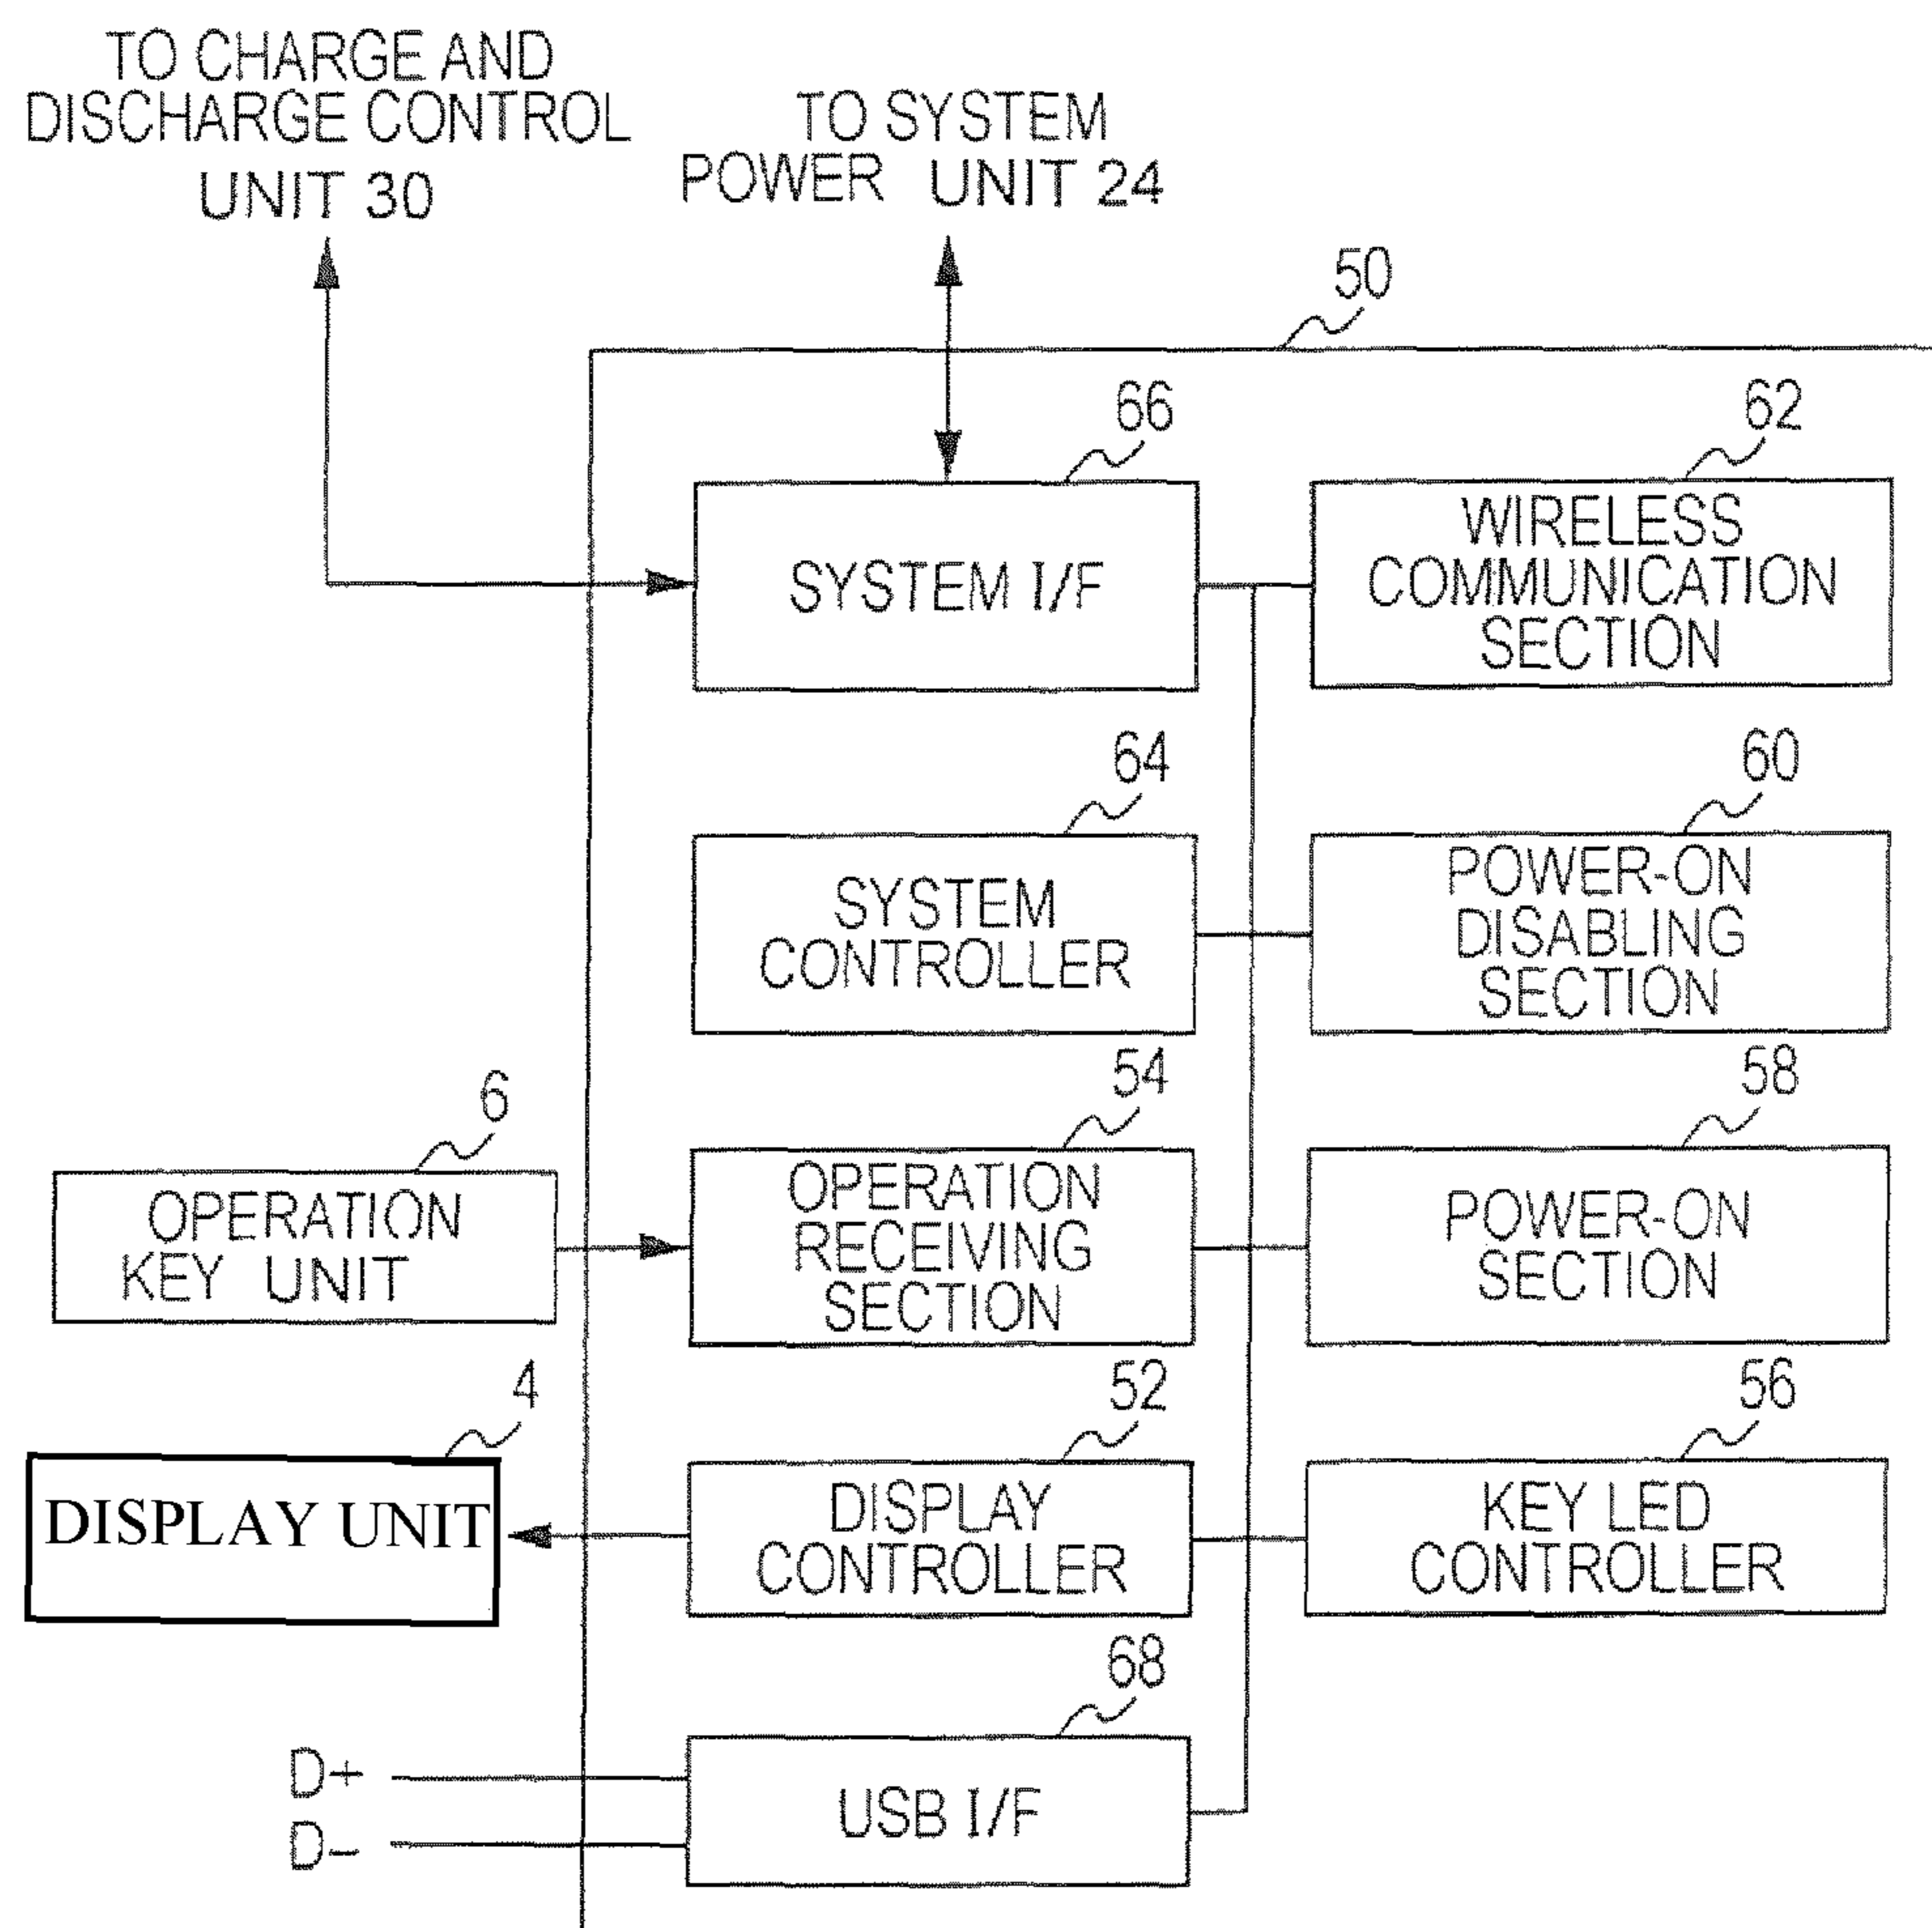 TO CHARGE AND
DISCHARGE CONTROL
UNIT 30
TO SYSTEM
POWER UNIT 24
50
66
62
SYSTEM I/F
WIRELESS
COMMUNICATION
SECTION
64
60
SYSTEM
CONTROLLER
POWER-ON
DISABLING
SECTION
6
54
58
OPERATION
KEY UNIT
OPERATION
RECEIVING
SECTION
POWER-ON
SECTION
4
52
56
DISPLAY UNIT
DISPLAY
CONTROLLER
KEY LED
CONTROLLER
68
D+
D-
USB I/F